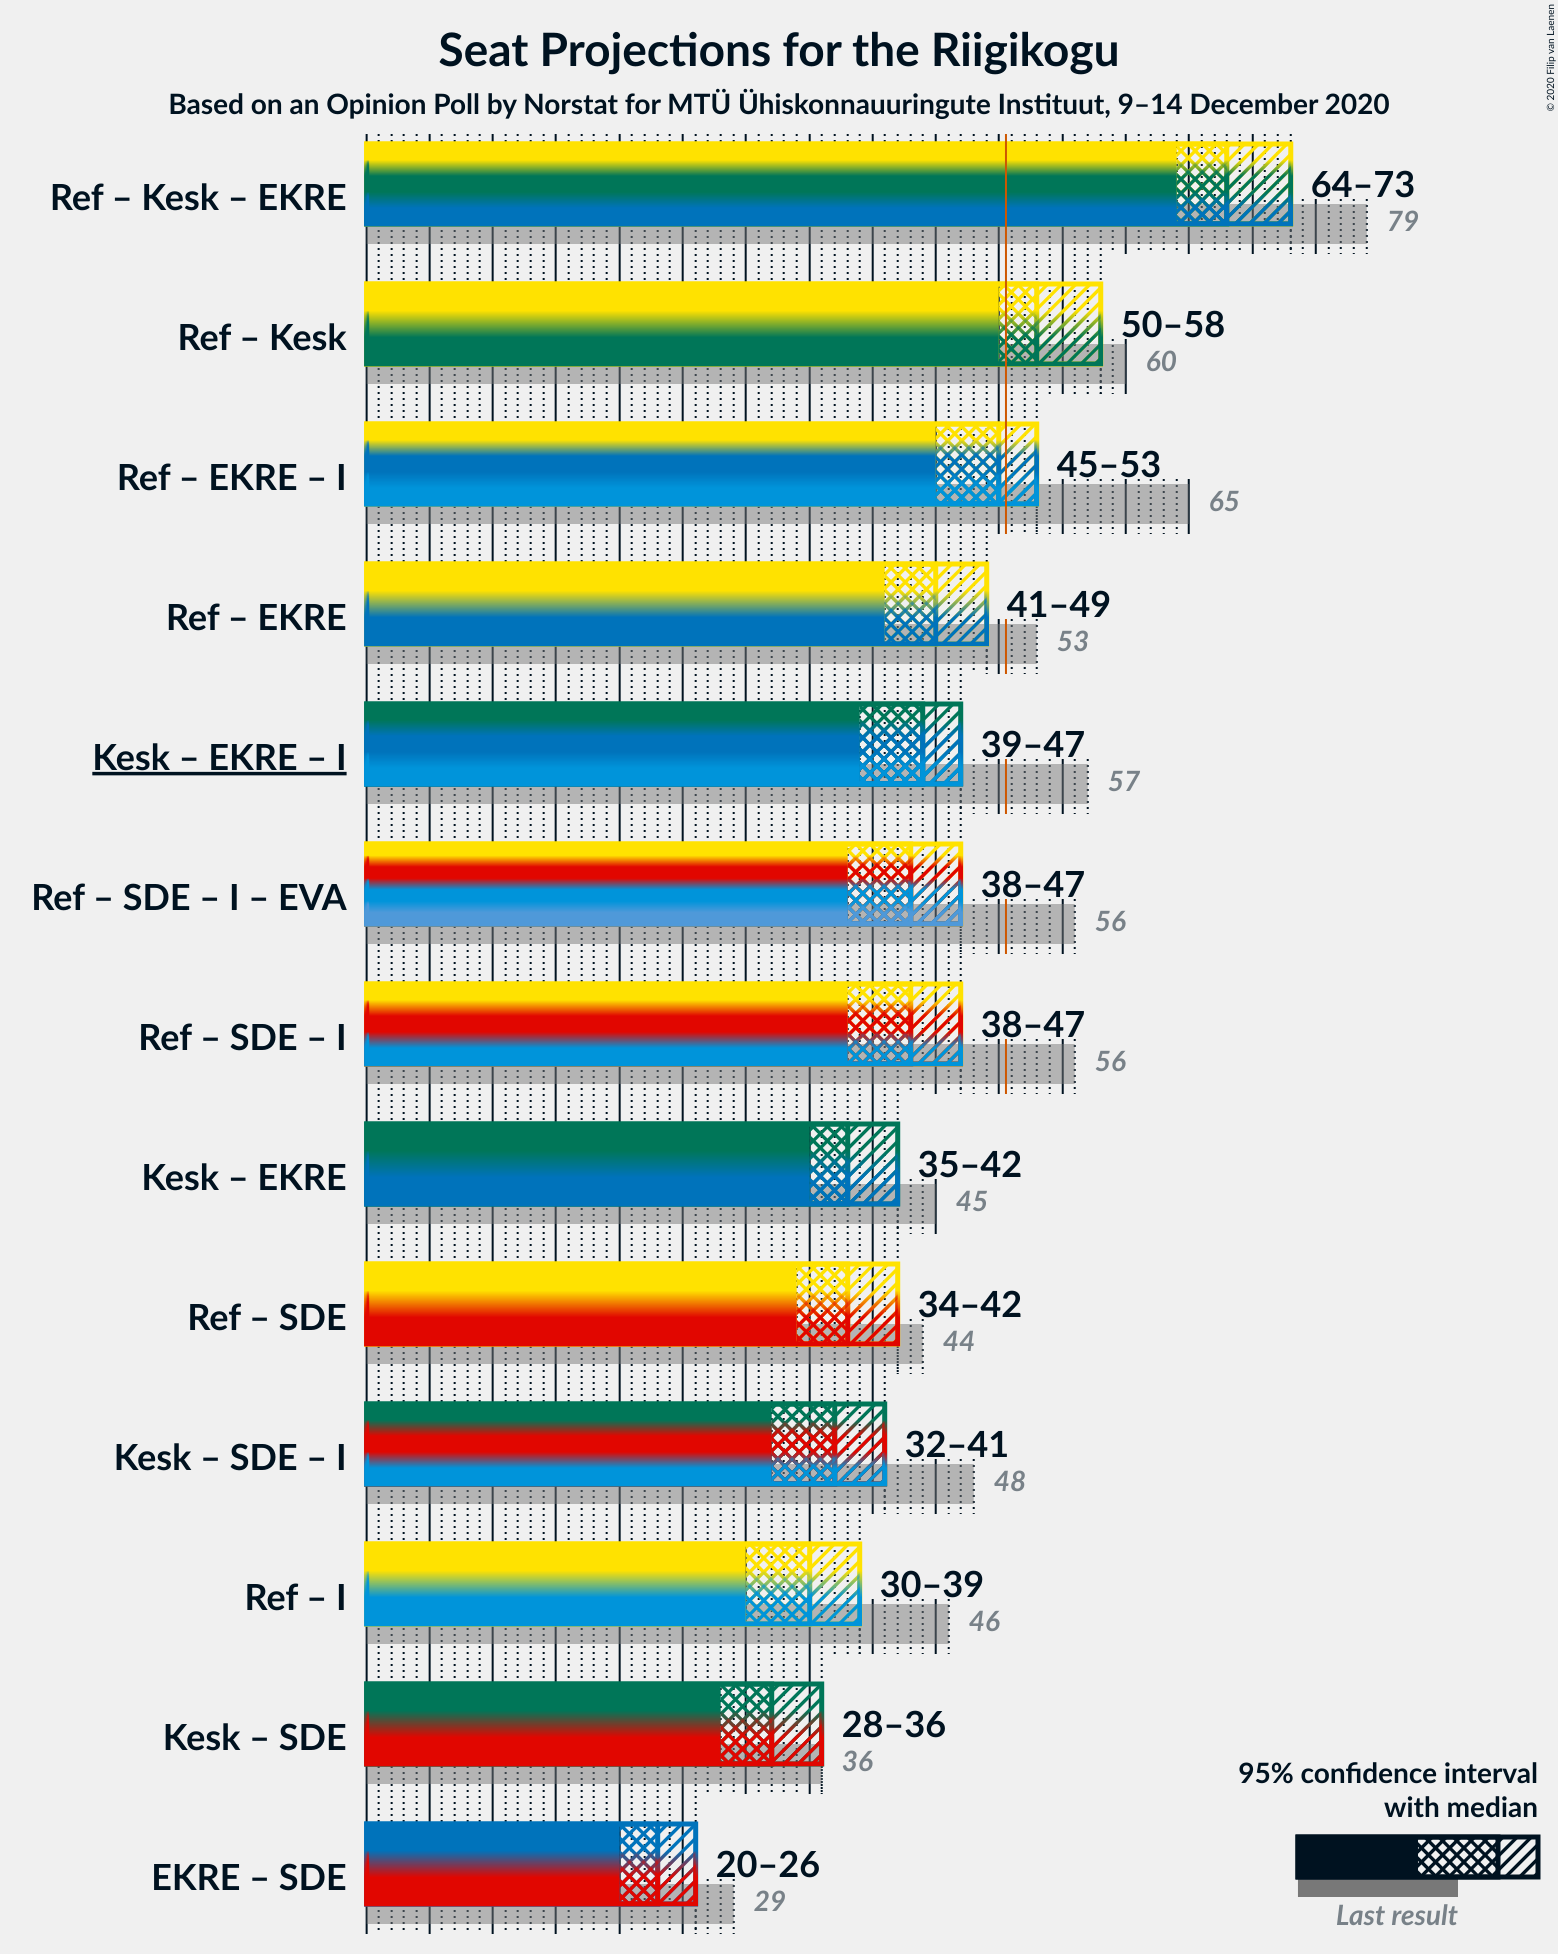 Seat Projections for the Riigikogu
Based on an Opinion Poll by Norstat for MTÜ Ühiskonnauuringute Instituut, 9–14 December 2020
© 2020 Filip van Laenen
Ref – Kesk – EKRE
64–73
79
Ref – Kesk
50–58
60
Ref – EKRE – I
45–53
65
Ref – EKRE
41–49
53
Kesk – EKRE – I
39–47
57
Ref – SDE – I – EVA
38–47
56
Ref – SDE – I
38–47
56
Kesk – EKRE
35–42
45
Ref – SDE
34–42
44
Kesk – SDE – I
32–41
48
Ref – I
30–39
46
Kesk – SDE
28–36
36
EKRE – SDE
20–26
29
95% confidence interval
with median
Last result